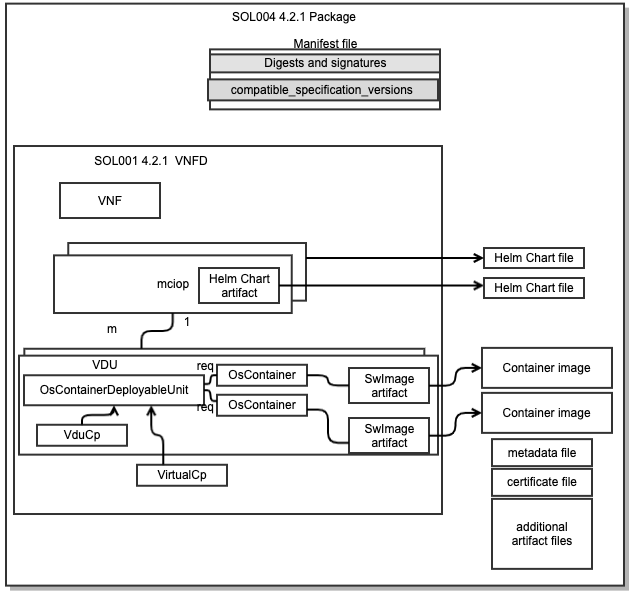 SOL004 4.2.1 Package
Manifest file
Digests and signatures
compatible_specification_versions
SOL001 4.2.1 VNFD
VNF
mciop
Helm Chart
artifact
Helm Chart file
Helm Chart file
1
m
VDU
OsContainerDeployableUnit
req
OsContainer
req
OsContainer
SwImage
artifact
SwImage
artifact
Container image
Container image
VduCp
VirtualCp
metadata file
certificate file
additional
artifact files